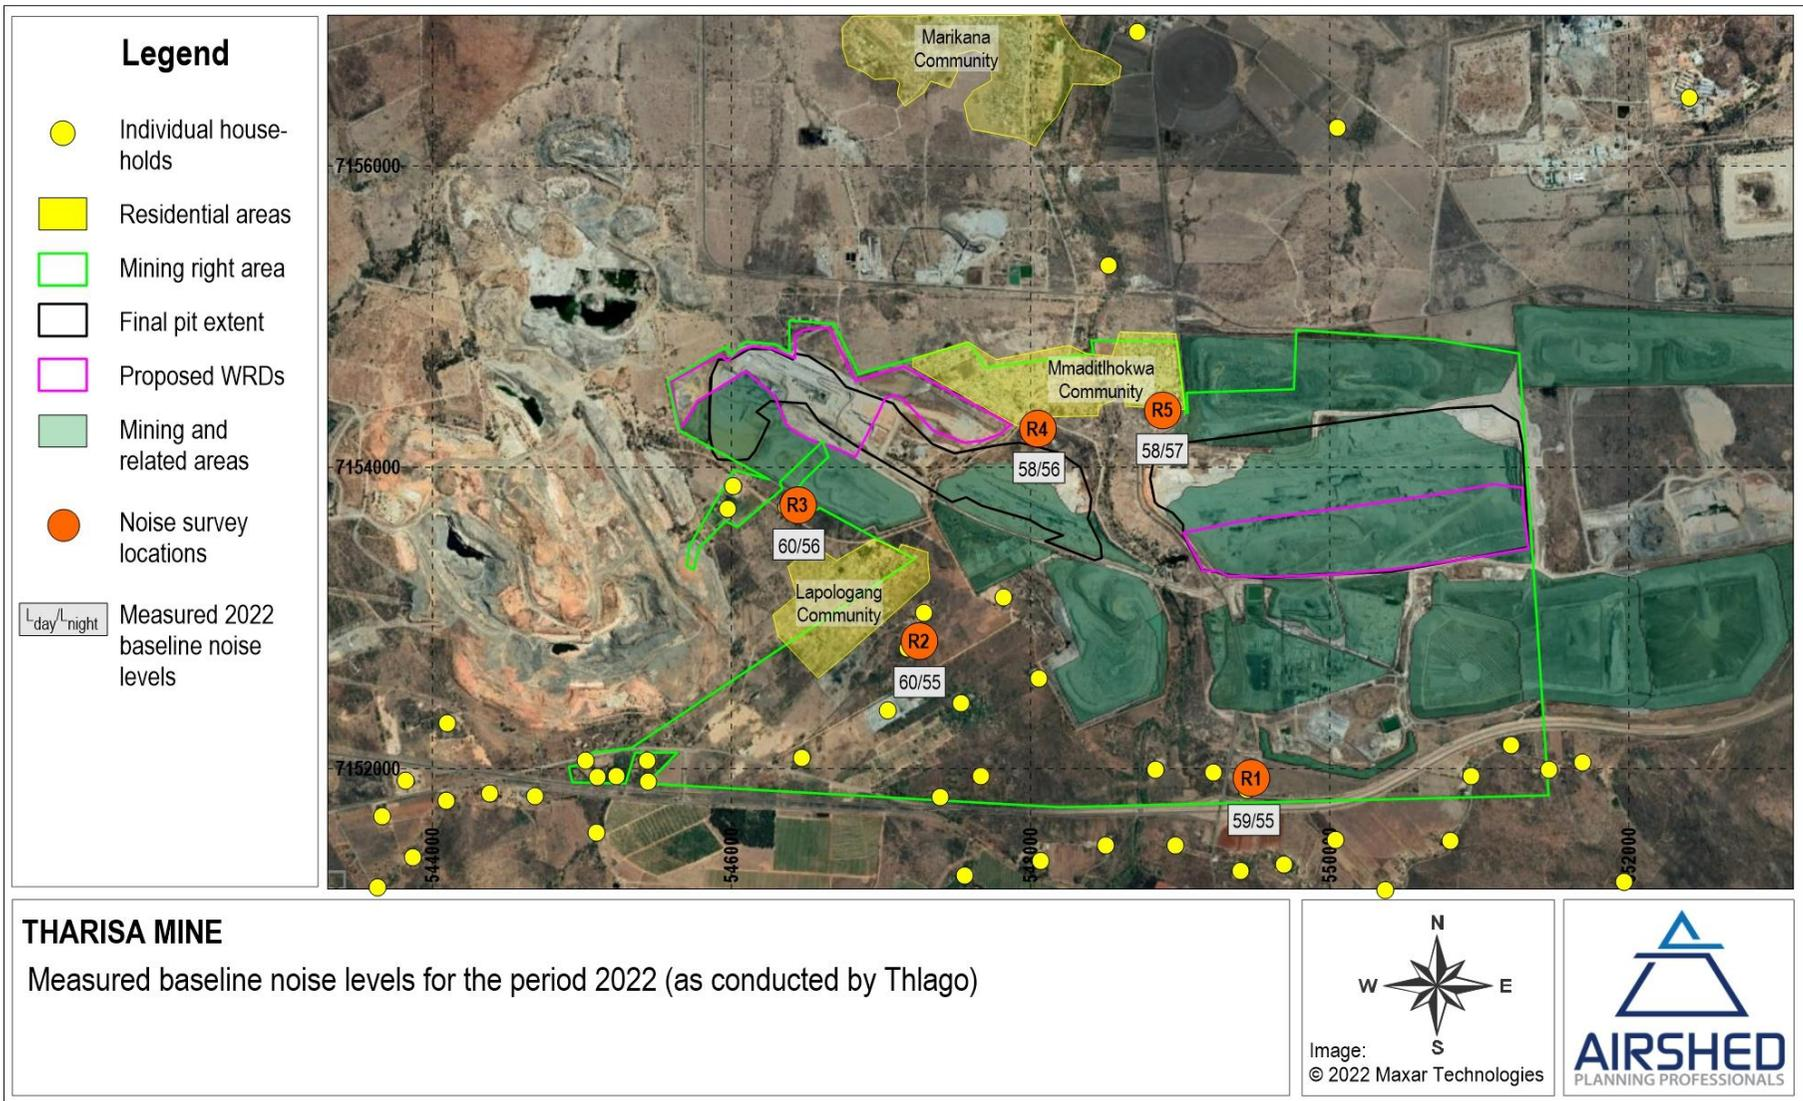 Legend
Individual house-
holds
Residential areas
Mining right area
Final pit extent
Proposed WRDs
Mining and
related areas
Noise survey
locations
Lday/Lnight
Measured 2022
baseline noise
levels
Marikana
Community
7156000
Mmaditlhokwa
Community
R5
R4
58/57
58/56
7154000
R3
60/56
Lapologang
Community
R2
60/55
7152000
R1
59/55
544000
546000
548000
550000
552000
THARISA MINE
Measured baseline noise levels for the period 2022 (as conducted by Thlago)
N
W
E
S
Image:
© 2022 Maxar Technologies
AIRSHED
PLANNING PROFESSIONALS